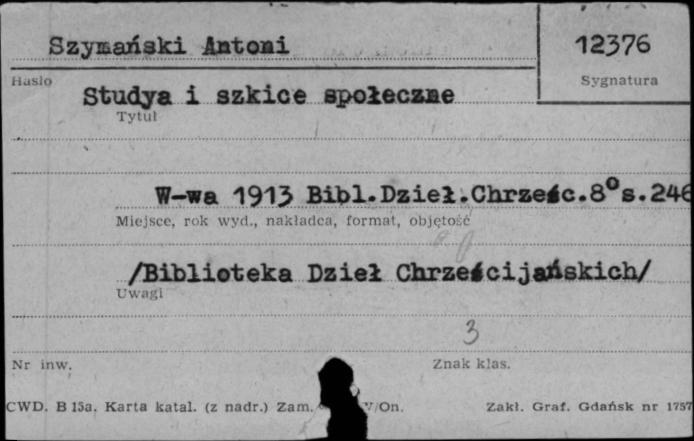 Szymański Antoni
12376
Hasło
Sygnatura
Studya i szkice społeczne
Tytuł
W-wa 1913 Bibl.Dzieł.Chrześc.8°s.246
Miejsce, rok wyd., nakładca, format, objętość
/Biblioteka Dzieł Chrześcijańskich/
Uwagi
3
Nr inw.
Znak klas.
CWD. B 15a. Karta katal. (z nadr.) Zam. V/On.
Zakł. Graf. Gdańsk nr 1757